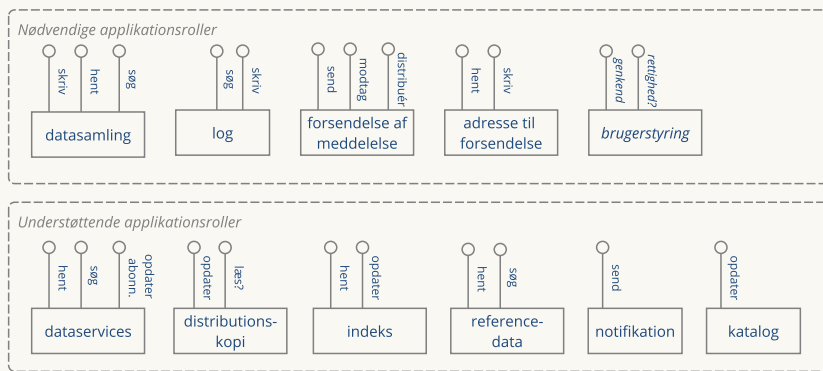 Nødvendige applikationsroller
skriv
hent
søg
søg
skriv
send
modtag
distribuér
hent
skriv
genkend
rettighed?
datasamling
log
forsendelse af
meddelelse
adresse til
forsendelse
brugerstyring
Understøttende applikationsroller
hent
søg
opdater
abonn.
opdater
læs?
hent
opdater
hent
søg
send
opdater
dataservices
distributions-
kopi
indeks
reference-
data
notifikation
katalog